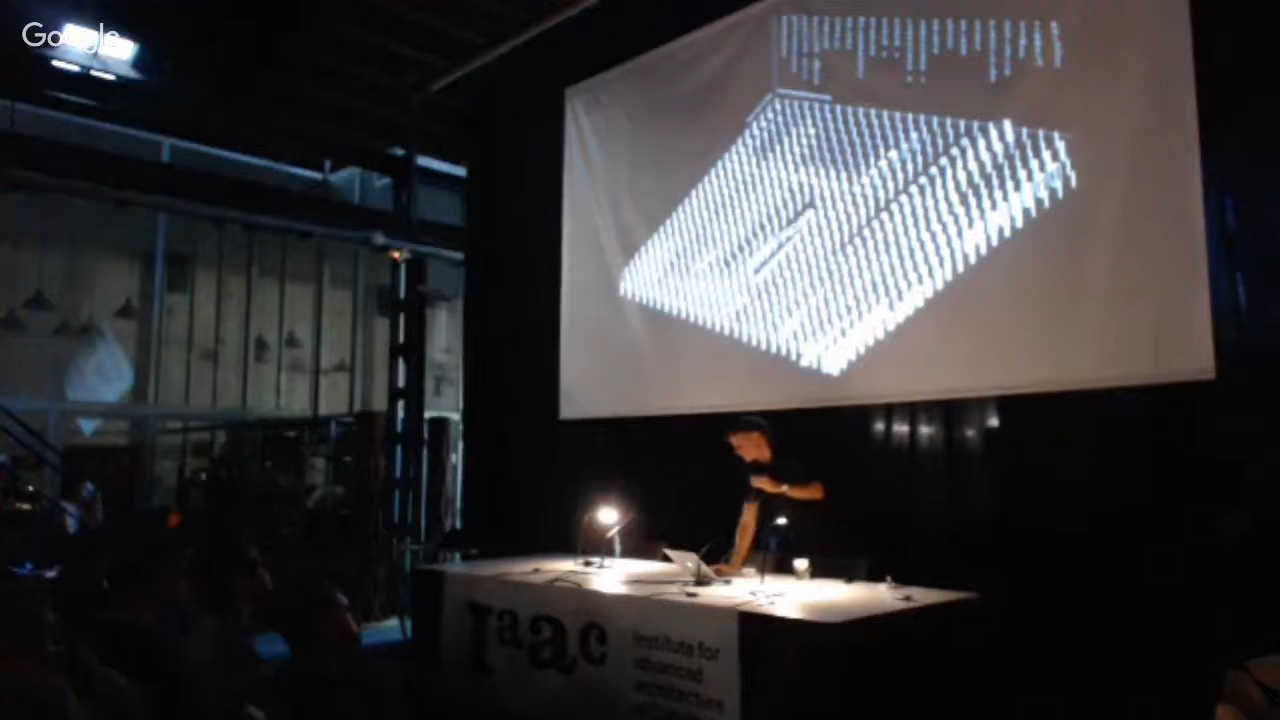 Google
Iaac
institute for
advanced
architecture